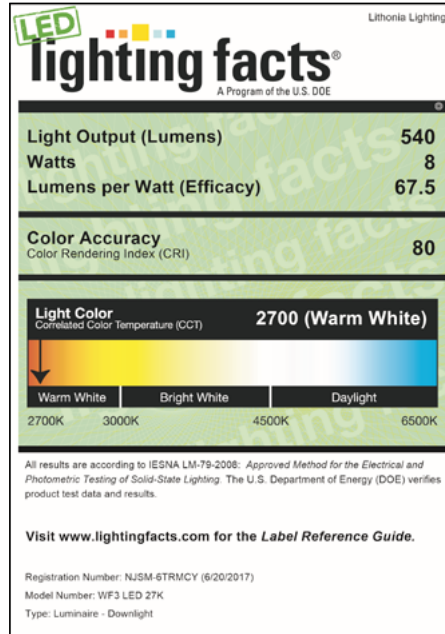 Lithonia Lighting
LED
lighting facts®
A Program of the U.S. DOE
Light Output (Lumens) 540
Watts 8
Lumens per Watt (Efficacy) 67.5
Color Accuracy
Color Rendering Index (CRI) 80
Light Color
Correlated Color Temperature (CCT) 2700 (Warm White)
Warm White Bright White Daylight
2700K 3000K 4500K 6500K
All results are according to IESNA LM-79-2008: Approved Method for the Electrical and
Photometric Testing of Solid-State Lighting. The U.S. Department of Energy (DOE) verifies
product test data and results.
Visit www.lightingfacts.com for the Label Reference Guide.
Registration Number: NJSM-6TRMCY (6/20/2017)
Model Number: WF3 LED 27K
Type: Luminaire - Downlight